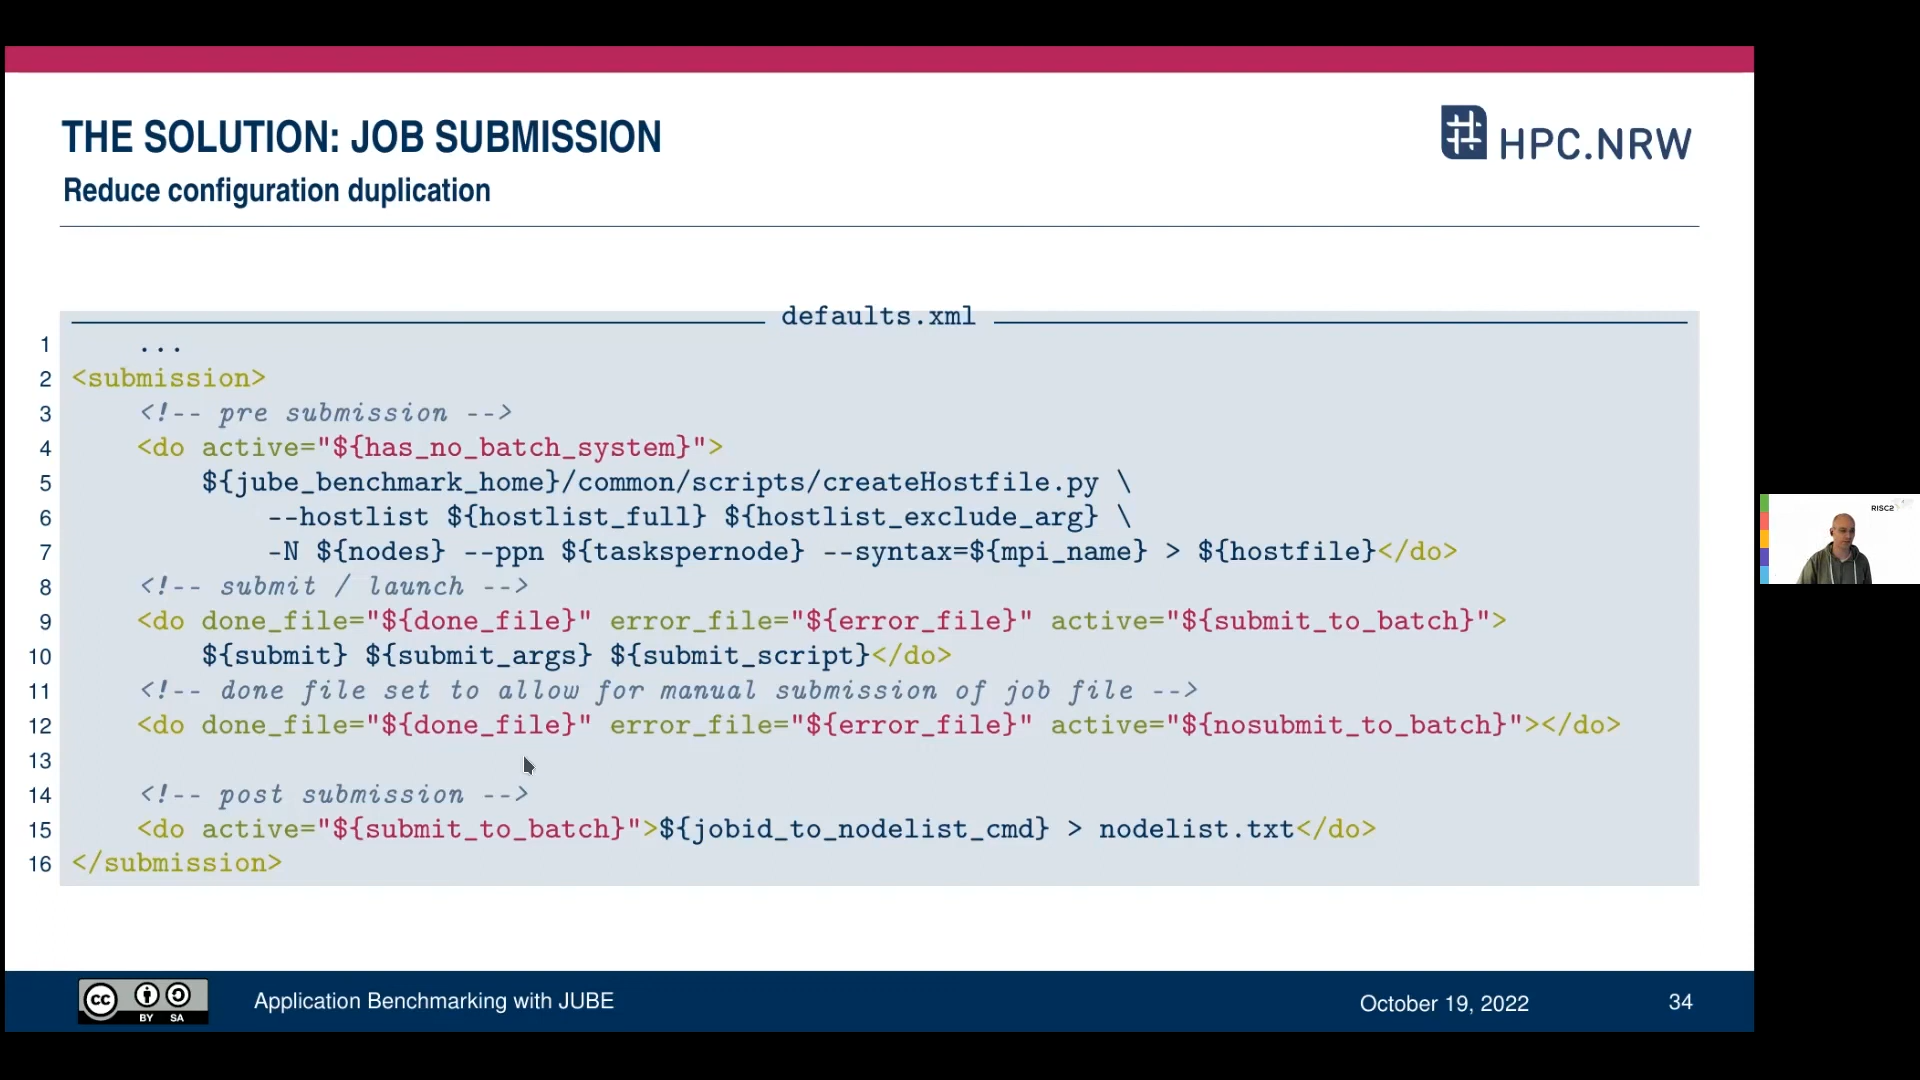 THE SOLUTION: JOB SUBMISSION
HPC.NRW
Reduce configuration duplication
defaults.xml
1 ...
2 <submission>
3 <!-- pre submission -->
4 <do active="${has_no_batch_system}">
5 ${jube_benchmark_home}/common/scripts/createHostfile.py \
6 --hostlist ${hostlist_full} ${hostlist_exclude_arg} \
7 -N ${nodes} --ppn ${taskspernode} --syntax=${mpi_name} > ${hostfile}</do>
8 <!-- submit / launch -->
9 <do done_file="${done_file}" error_file="${error_file}" active="${submit_to_batch}">
10 ${submit} ${submit_args} ${submit_script}</do>
11 <!-- done file set to allow for manual submission of job file -->
12 <do done_file="${done_file}" error_file="${error_file}" active="${nosubmit_to_batch}"></do>
13
14 <!-- post submission -->
15 <do active="${submit_to_batch}">${jobid_to_nodelist_cmd} > nodelist.txt</do>
16 </submission>
RISC2
cc BY SA
Application Benchmarking with JUBE
October 19, 2022
34